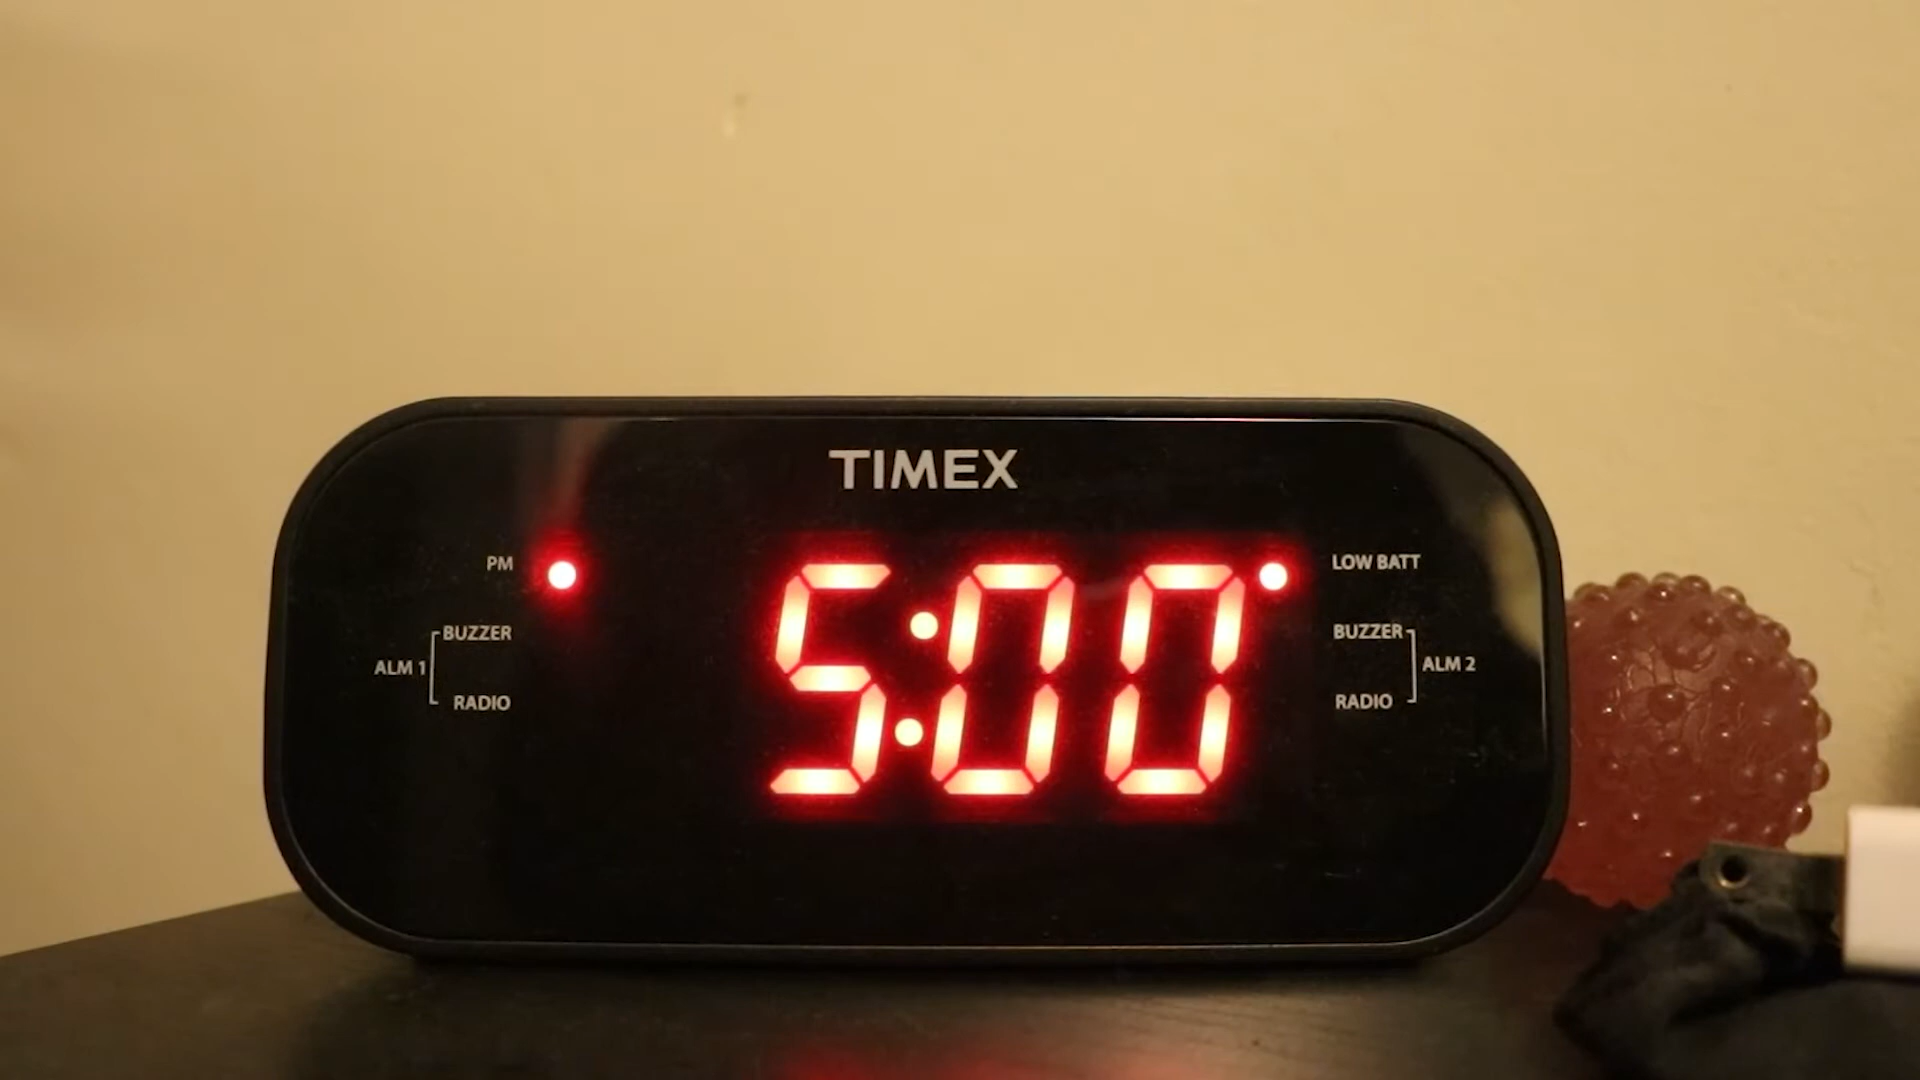 TIMEX
PM
LOW BATT
5:00
BUZZER
ALM 1
RADIO
BUZZER
ALM 2
RADIO